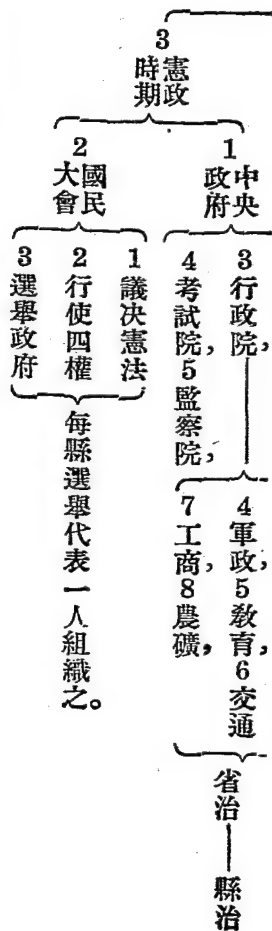 3 憲政時期
1 中央政府
3 行政院,
4 考試院, 5 監察院,
4 軍政, 5 教育, 6 交通
7 工商, 8 農礦,
省治——縣治
2 國民大會
1 議決憲法
2 行使四權
3 選舉政府
每縣選舉代表一人組織之。